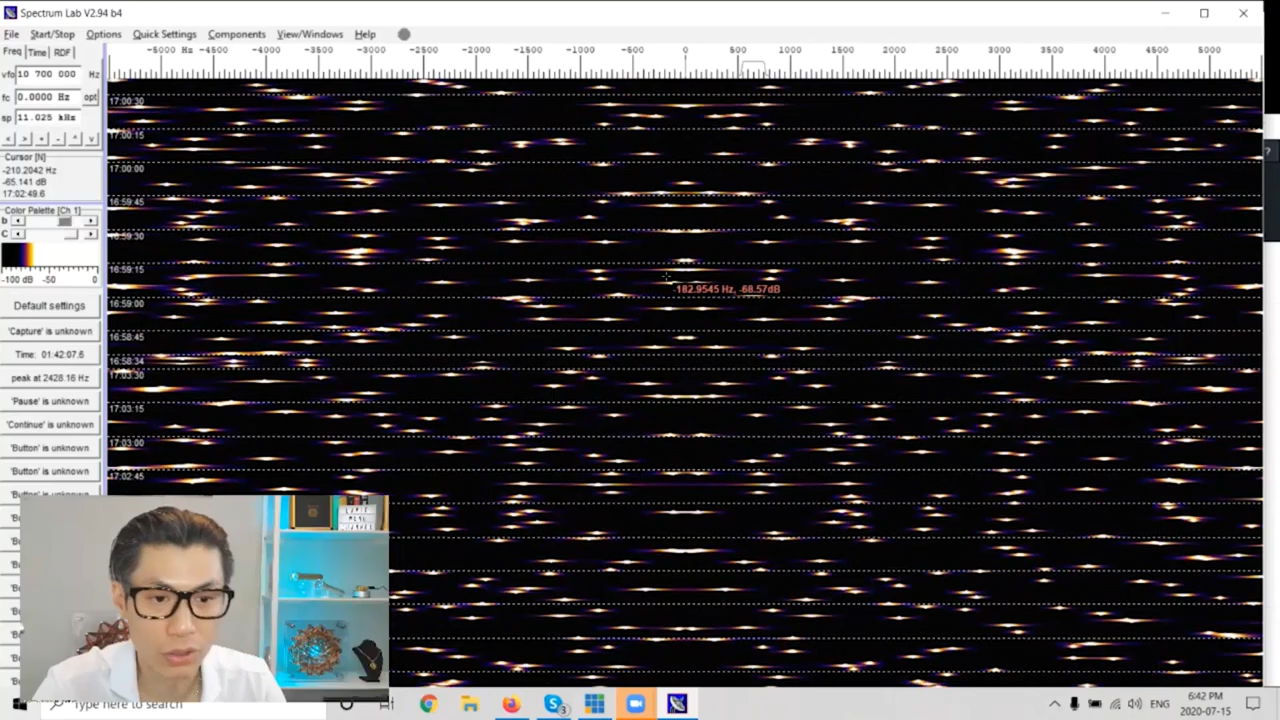 Spectrum Lab V2.94 b4
File Start/Stop Options Quick Settings Components View/Windows Help
Freq Time RDF
-5000 Hz -4500 -4000 -3500 -3000 -2500 -2000 -1500 -1000 -500 0 500 1000 1500 2000 2500 3000 3500 4000 4500 5000
vfo 10 700 000 Hz
fc 0.0000 Hz opt
sp 11.025 kHz
< > < - ^ v
Cursor [N]
-210.2042 Hz
-65.141 dB
17:02:49.6
Color Palette [Ch 1]
b
C
-100 dB -50 0
Default settings
'Capture' is unknown
Time: 01:42:07.6
peak at 2428.16 Hz
'Pause' is unknown
'Continue' is unknown
'Button' is unknown
'Button' is unknown
'Button' is unknown
17:00:30
17:00:15
17:00:00
16:59:45
16:59:30
16:59:15
-182.9545 Hz, -68.57dB
16:59:00
16:58:45
16:58:34
17:03:30
17:03:15
17:03:00
17:02:45
?
Type here to search
3
ENG
6:42 PM
2020-07-15